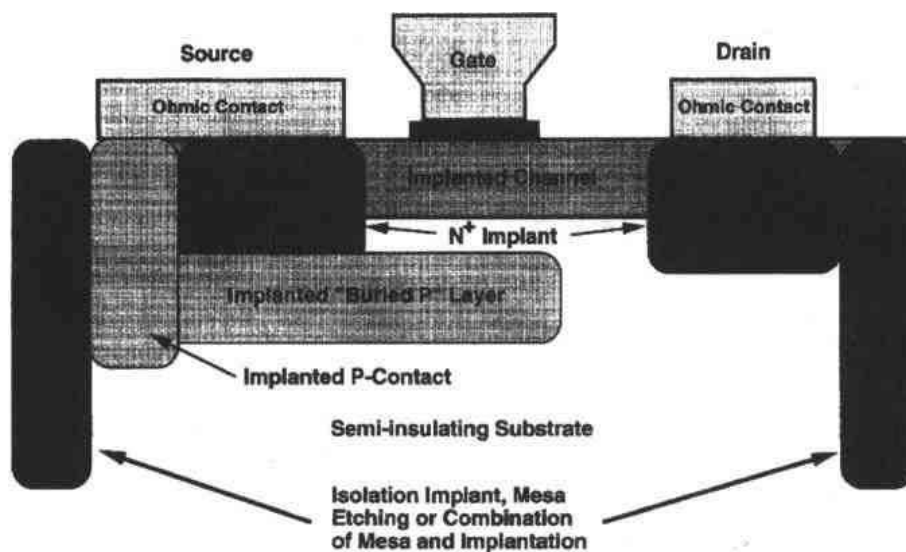 Source
Gate
Drain
Ohmic Contact
Ohmic Contact
Implanted Channel
N+ Implant
Implanted "Buried P" Layer
Implanted P-Contact
Semi-insulating Substrate
Isolation Implant, Mesa
Etching or Combination
of Mesa and Implantation